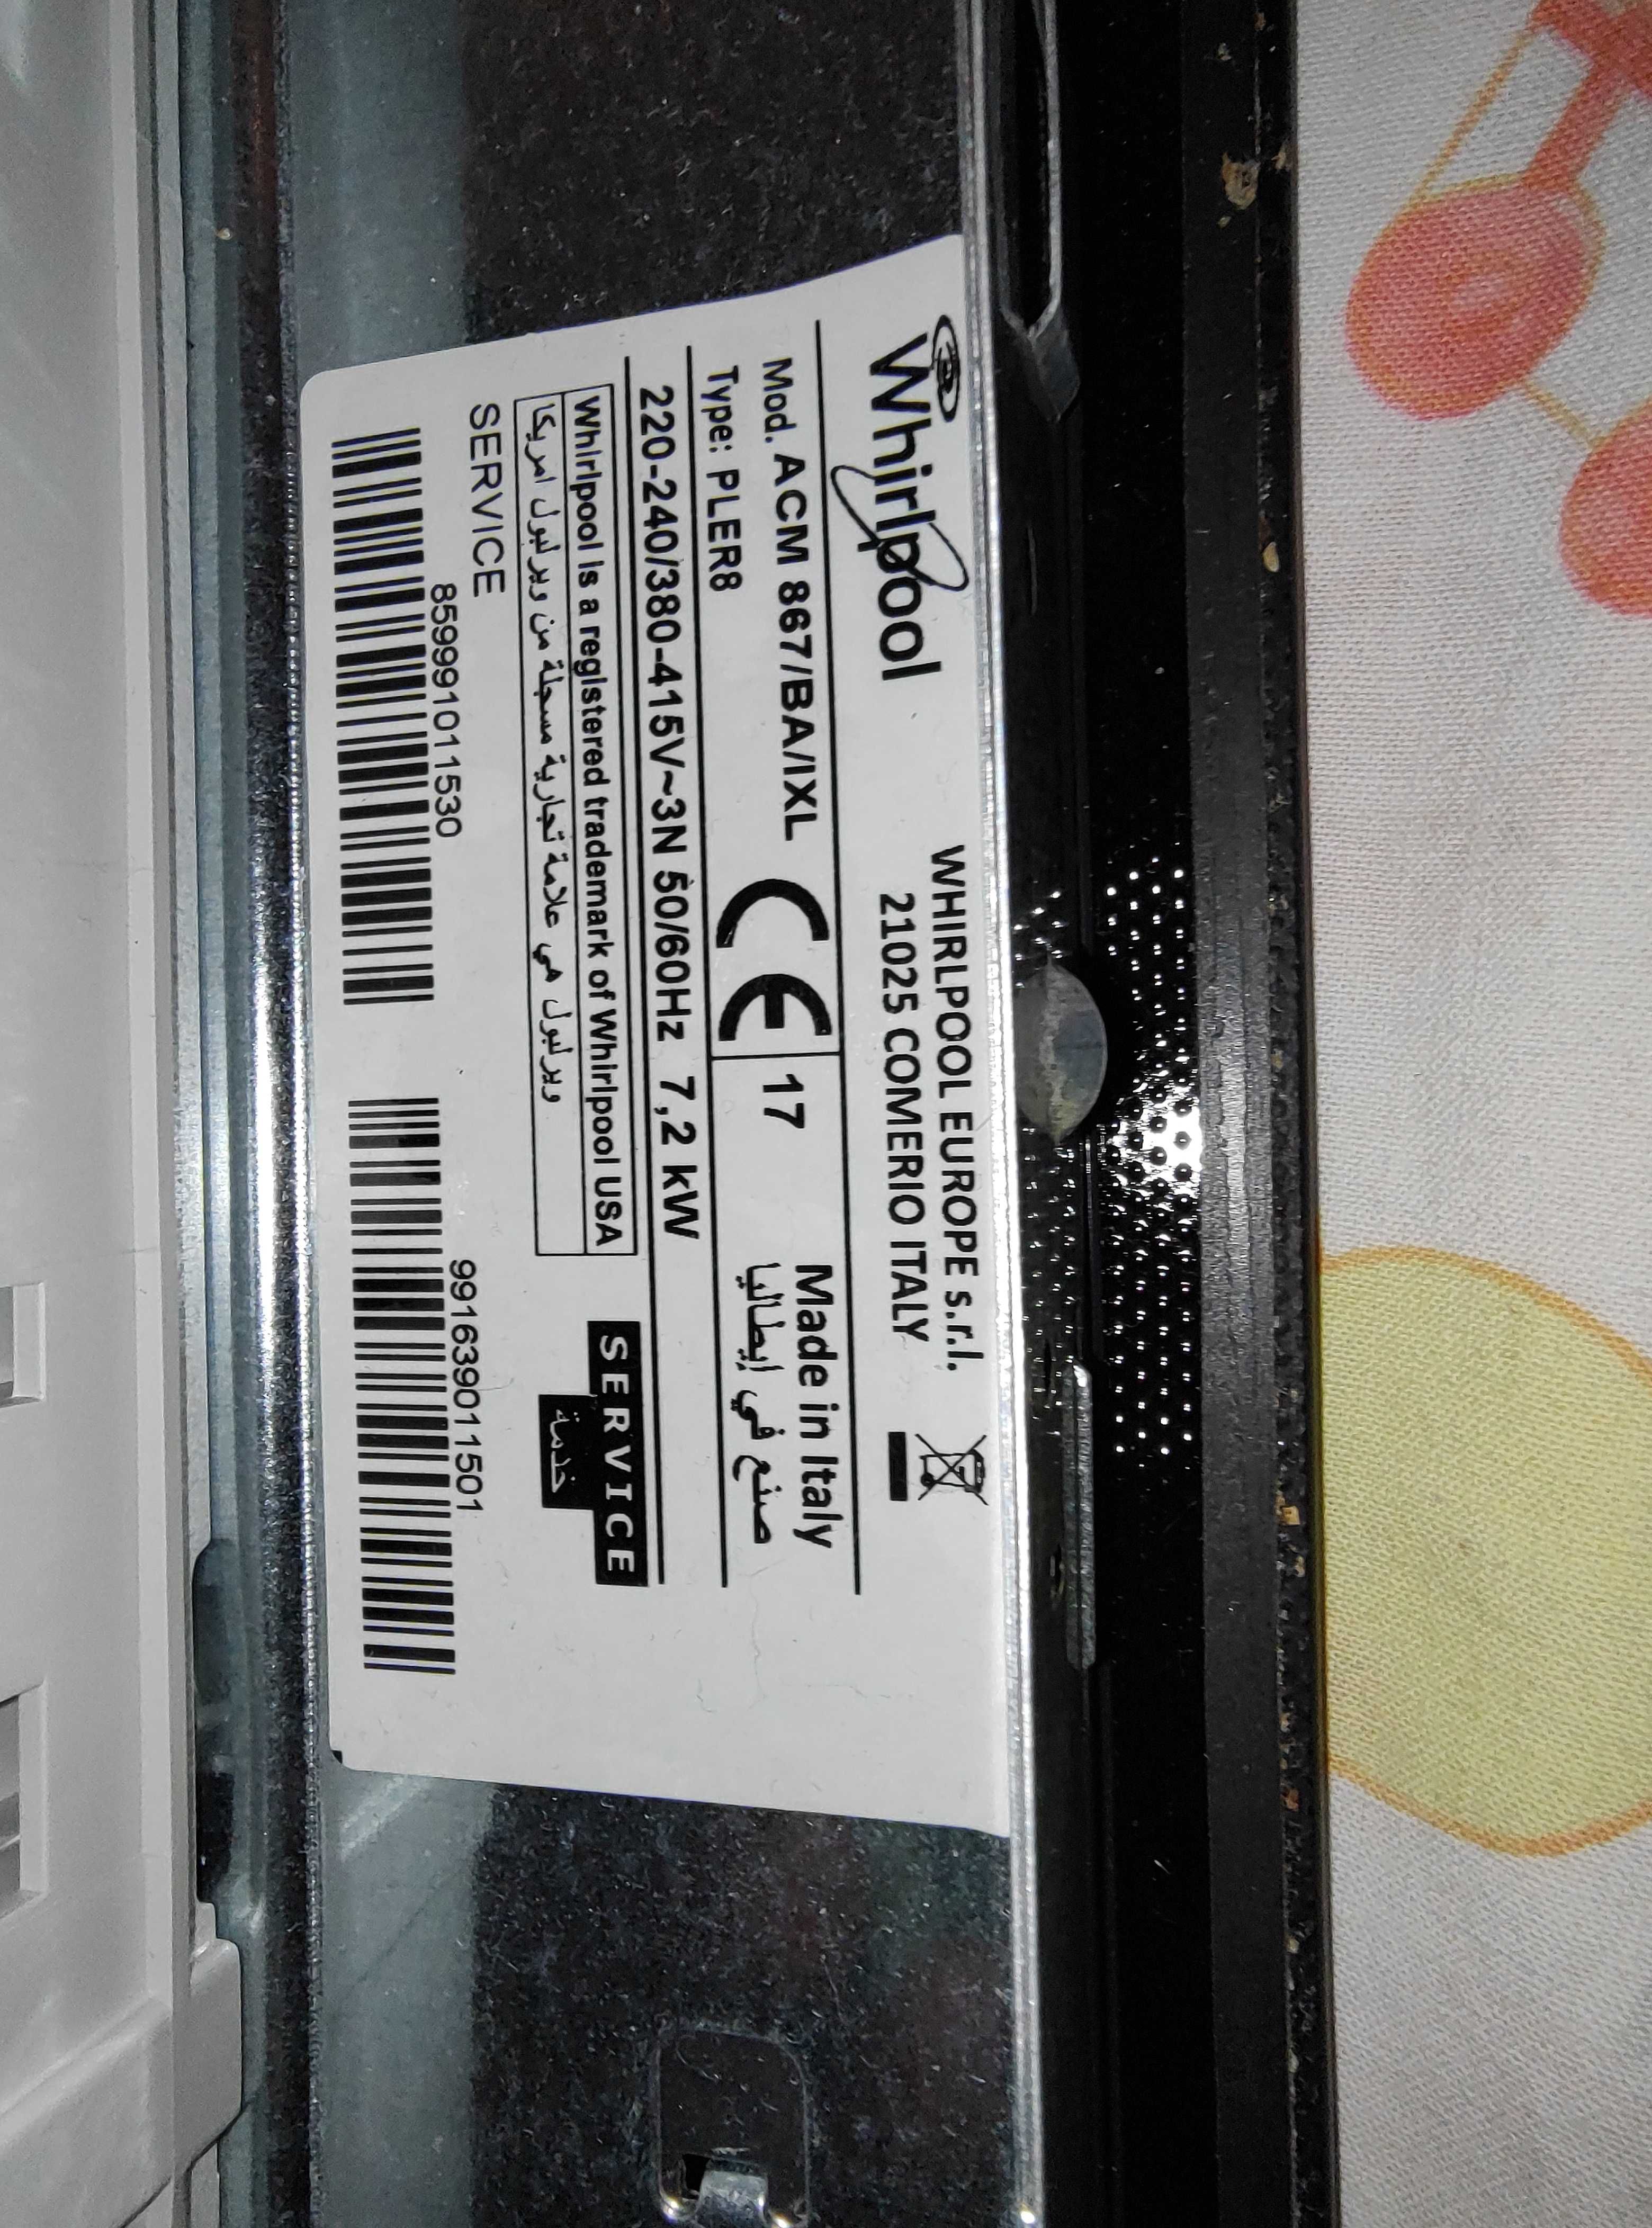 Whirlpool
WHIRLPOOL EUROPE s.r.l.
21025 COMERIO ITALY
Mod. ACM 867/BA/IXL
Type: PLER8
CE
17
Made in Italy
صنع في إيطاليا
220-240/380-415V~3N 50/60Hz 7,2 kW
Whirlpool is a registered trademark of Whirlpool USA
ويرلبول هي علامة تجارية مسجلة من ويرلبول امريكا
SERVICE
خدمة
SERVICE
859991011530
991639011501